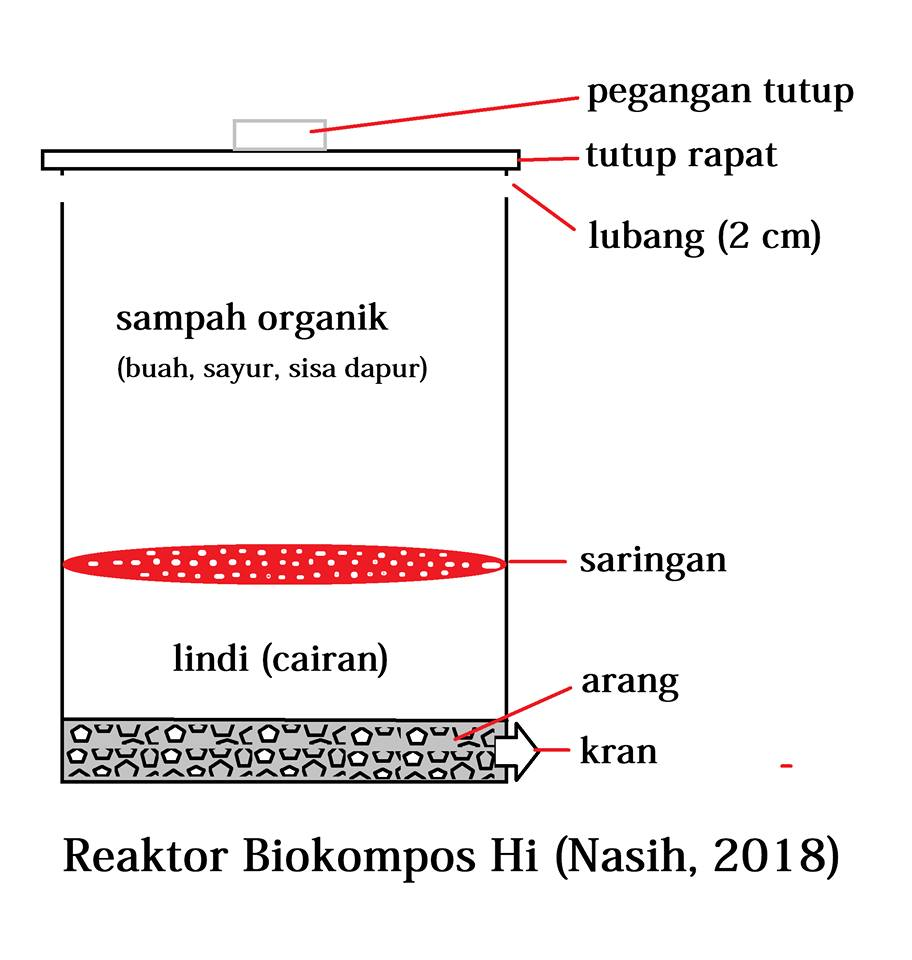 pegangan tutup
tutup rapat
lubang (2 cm)
sampah organik
(buah, sayur, sisa dapur)
saringan
lindi (cairan)
arang
kran
Reaktor Biokompos Hi (Nasih, 2018)